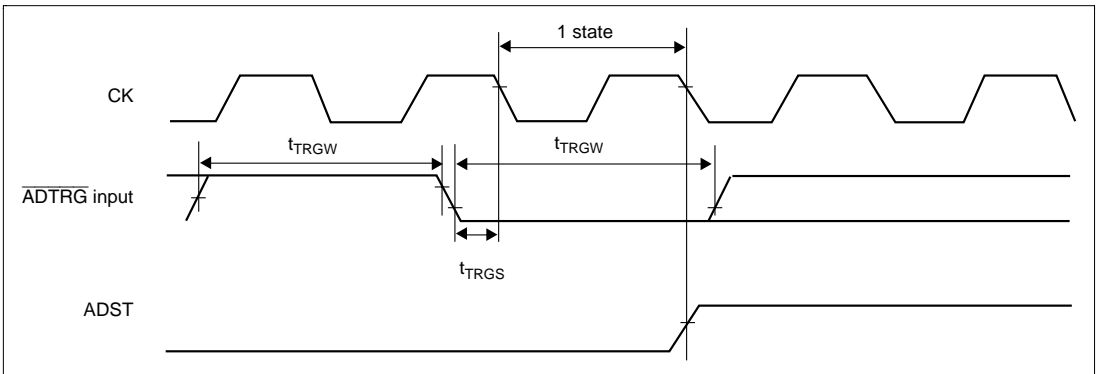 1 state
CK
tTRGW
tTRGW
ADTRG input
tTRGS
ADST